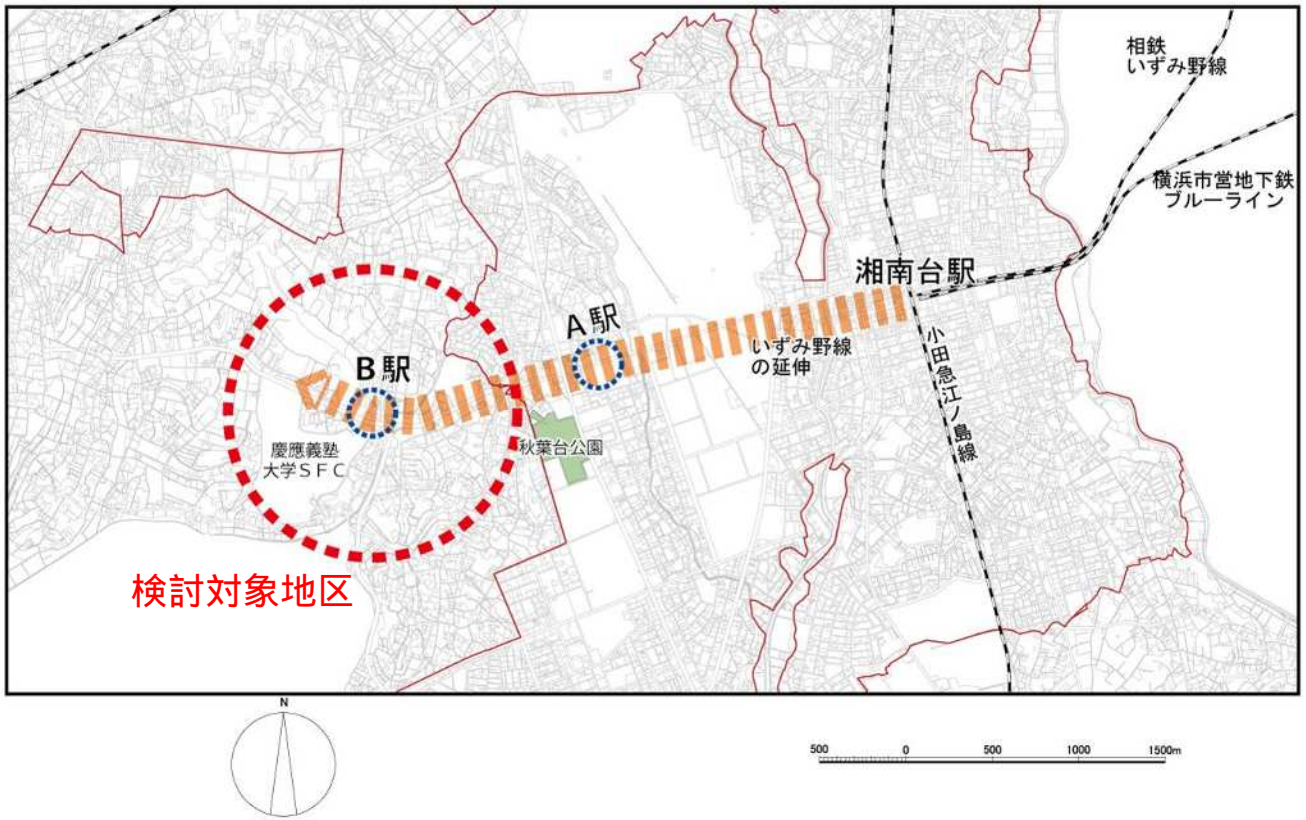 相鉄
いずみ野線
横浜市営地下鉄
ブルーライン
湘南台駅
A駅
いずみ野線
の延伸
B駅
小田急江ノ島線
慶應義塾
大学SFC
秋葉台公園
検討対象地区
N
500 0 500 1000 1500m